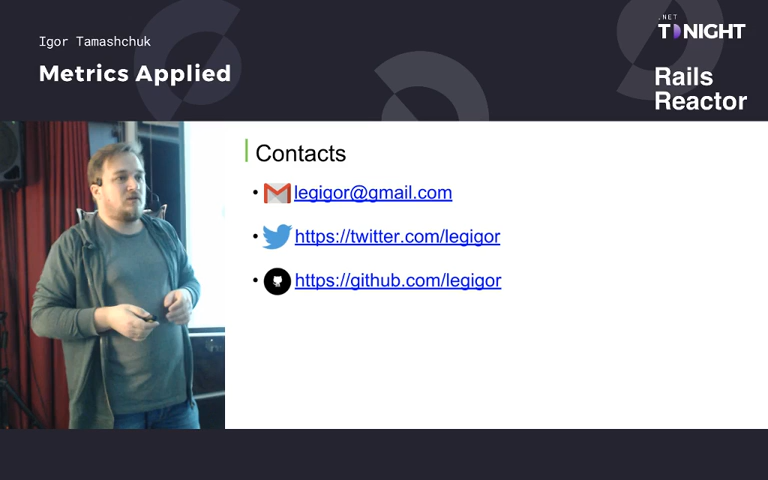 Igor Tamashchuk
Metrics Applied
.NET
TONIGHT
Rails
Reactor
Contacts
• legigor@gmail.com
• https://twitter.com/legigor
• https://github.com/legigor